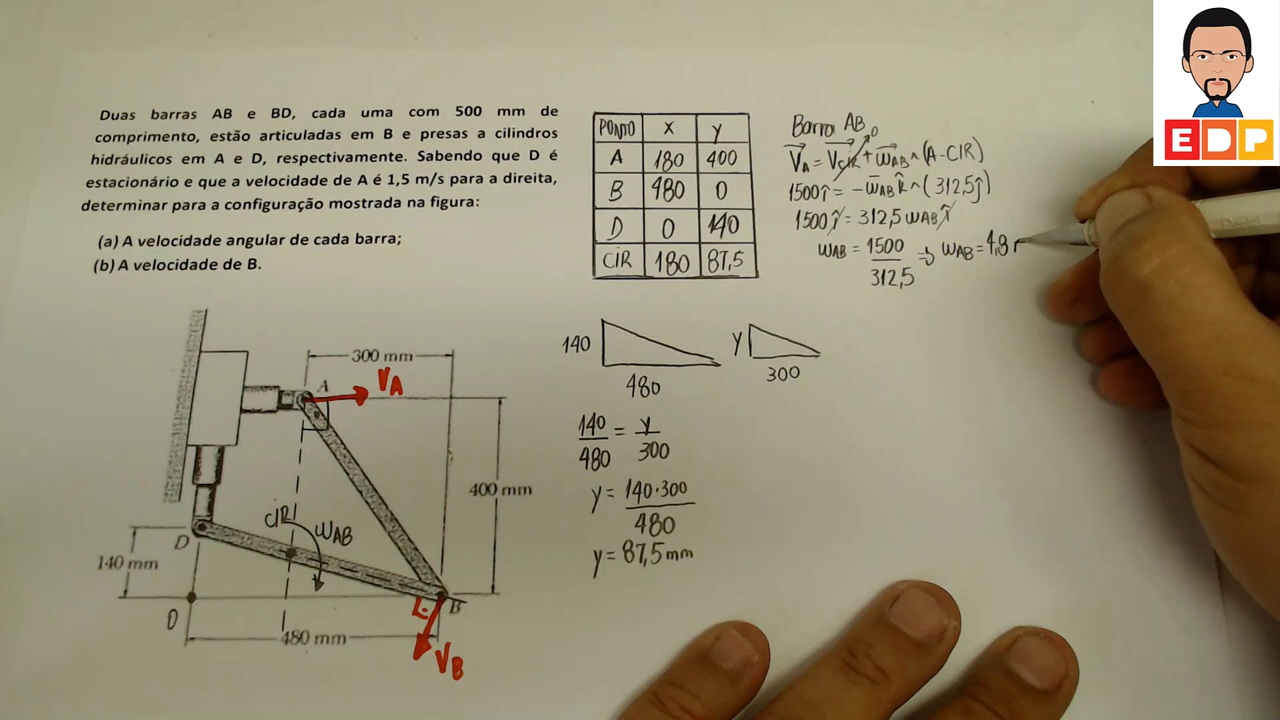 Duas barras AB e BD, cada uma com 500 mm de
comprimento, estão articuladas em B e presas a cilindros
hidráulicos em A e D, respectivamente. Sabendo que D é
estacionário e que a velocidade de A é 1,5 m/s para a direita,
determinar para a configuração mostrada na figura:
(a) A velocidade angular de cada barra;
(b) A velocidade de B.
PONTO X Y
A 180 400
B 480 0
D 0 140
CIR 180 87,5
Barra AB
V_A = V_CIR + ω_AB ^ (A-CIR)
0
1500 î = -ω_AB k̂ ^ (312,5 ĵ)
1500 î = 312,5 ω_AB î
ω_AB = 1500/312,5 => ω_AB = 4,8 r
EDP
140
480
Y
300
140/480 = Y/300
Y = 140·300/480
Y = 87,5 mm
300 mm
A
V_A
400 mm
CIR
ω_AB
D
140 mm
O
B
480 mm
V_B